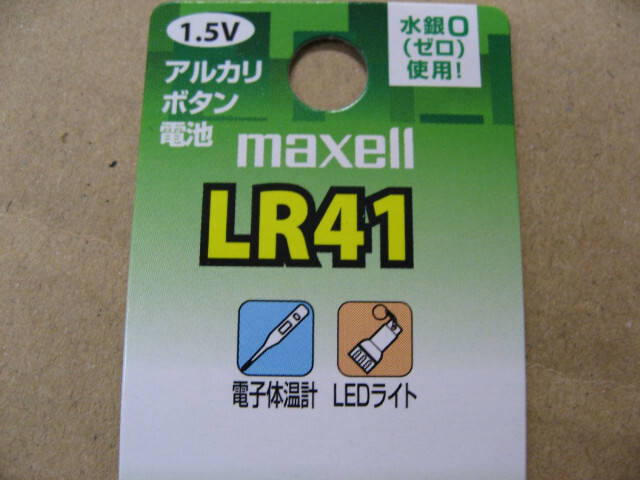 1.5V
アルカリ
ボタン
電池
水銀0
(ゼロ)
使用!
maxell
LR41
電子体温計
LEDライト